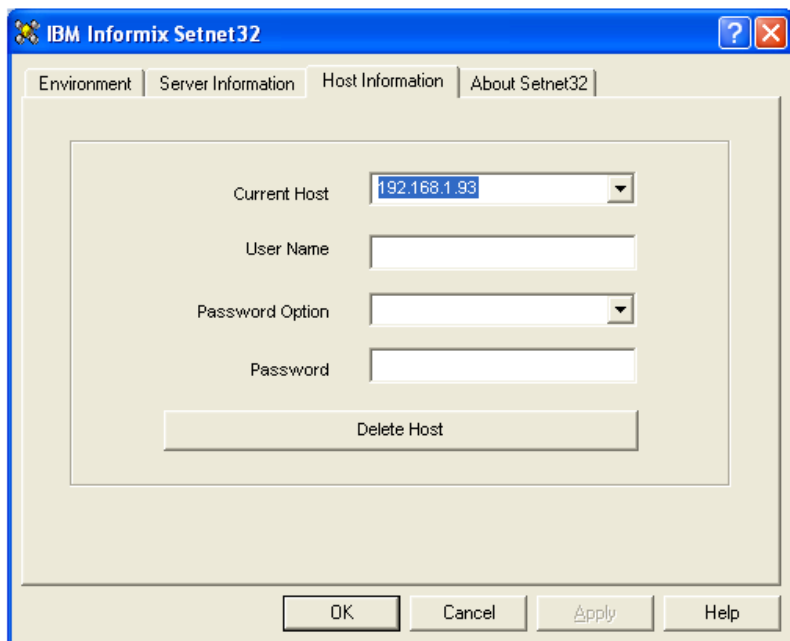 IBM Informix Setnet32
Environment Server Information Host Information About Setnet32
Current Host 192.168.1.93
User Name
Password Option
Password
Delete Host
OK Cancel Apply Help